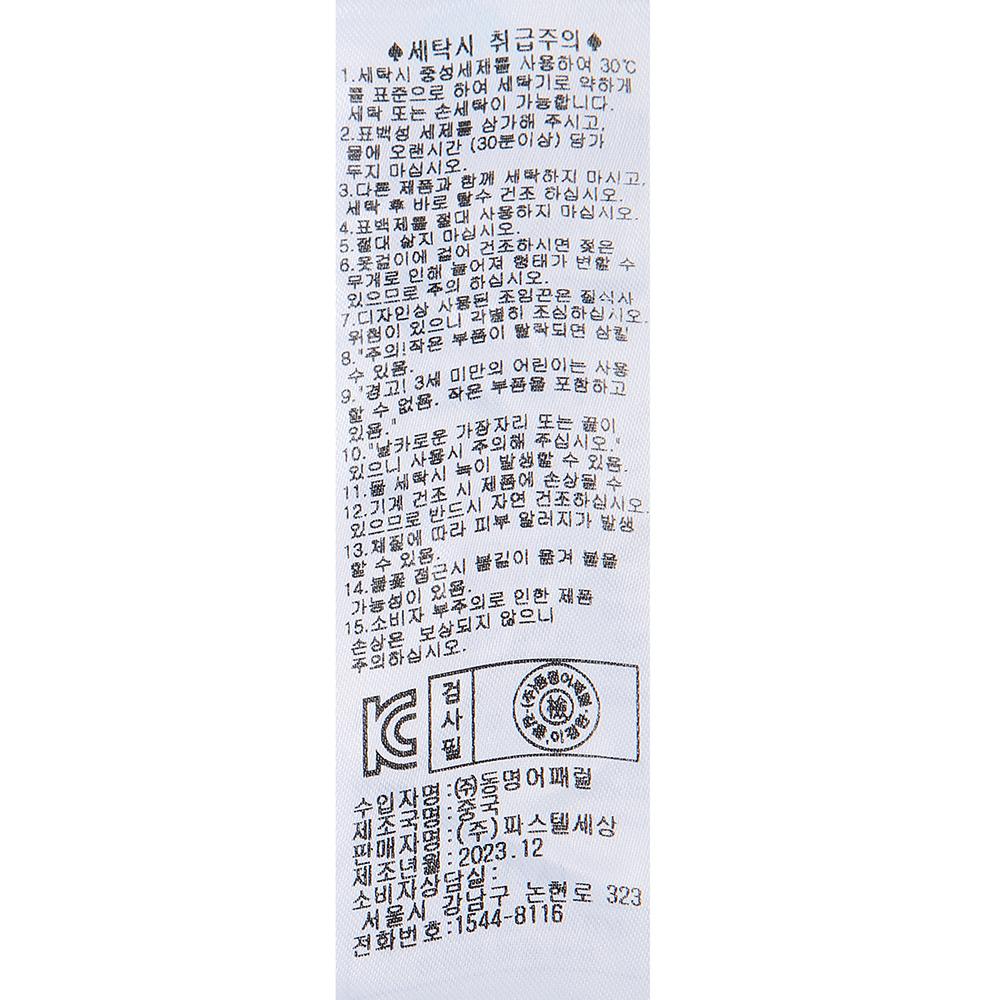 ♠세탁시 취급주의♠
1.세탁시 중성세제를 사용하여 30℃
를 표준으로 하여 세탁기로 약하게
세탁 또는 손세탁이 가능합니다.
2.표백성 세제를 삼가해 주시고,
물에 오랜시간 (30분이상) 담가
두지 마십시오.
3.다른 제품과 함께 세탁하지 마시고,
세탁 후 바로 탈수 건조 하십시오.
4.표백제를 절대 사용하지 마십시오.
5.절대 삶지 마십시오.
6.옷걸이에 걸어 건조하시면 젖은
무게로 인해 늘어져 형태가 변할 수
있으므로 주의 하십시오.
7.디자인상 사용된 조임끈은 질식사
위험이 있으니 각별히 조심하십시오.
8."주의!작은 부품이 탈락되면 삼킬
수 있음.
9."경고! 3세 미만의 어린이는 사용
할 수 없음. 작은 부품을 포함하고
있음."
10."날카로운 가장자리 또는 끝이
있으니 사용시 주의해 주십시오."
11.물 세탁시 녹이 발생할 수 있음.
12.기계 건조 시 제품에 손상될 수
있으므로 반드시 자연 건조하십시오.
13.체질에 따라 피부 알러지가 발생
할 수 있음.
14.불꽃 접근시 불길이 옮겨 붙을
가능성이 있음.
15.소비자 부주의로 인한 제품
손상은 보상되지 않으니
주의하십시오.
KC
검사필
檢
수입자명:㈜동명어패럴
제조국명:중국
판매자명:(주)파스텔세상
제조년월:2023.12
소비자상담실:
서울시 강남구 논현로 323
전화번호:1544-8116